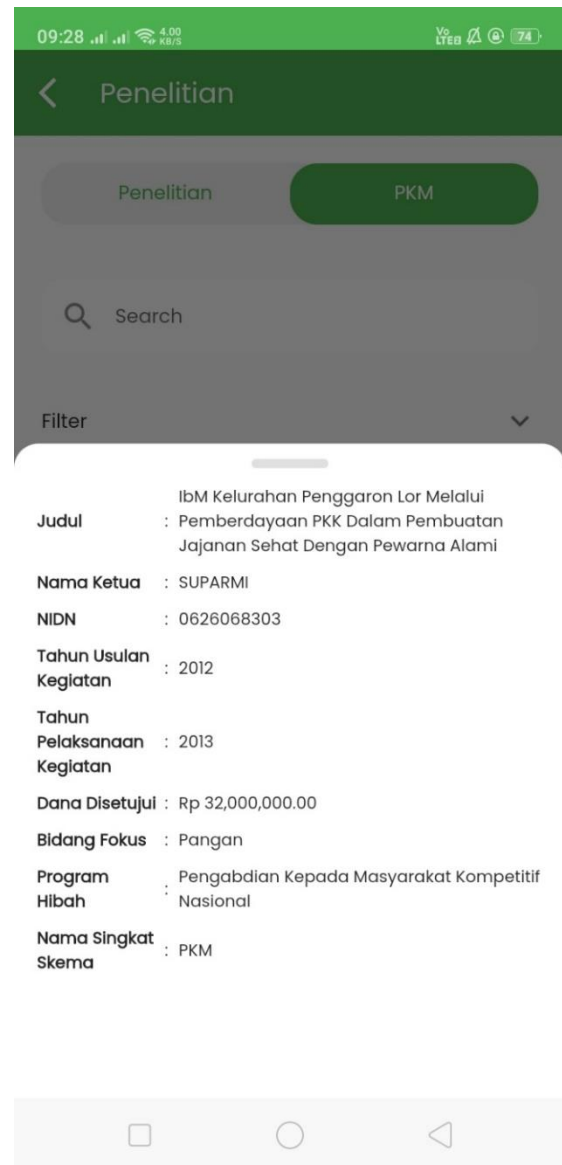 09:28 4.00 KB/S Vo LTE 74
Penelitian
Penelitian PKM
Search
Filter
IbM Kelurahan Penggaron Lor Melalui
Judul : Pemberdayaan PKK Dalam Pembuatan
Jajanan Sehat Dengan Pewarna Alami
Nama Ketua : SUPARMI
NIDN : 0626068303
Tahun Usulan
Kegiatan : 2012
Tahun
Pelaksanaan : 2013
Kegiatan
Dana Disetujui : Rp 32,000,000.00
Bidang Fokus : Pangan
Program Hibah : Pengabdian Kepada Masyarakat Kompetitif
Nasional
Nama Singkat
Skema : PKM